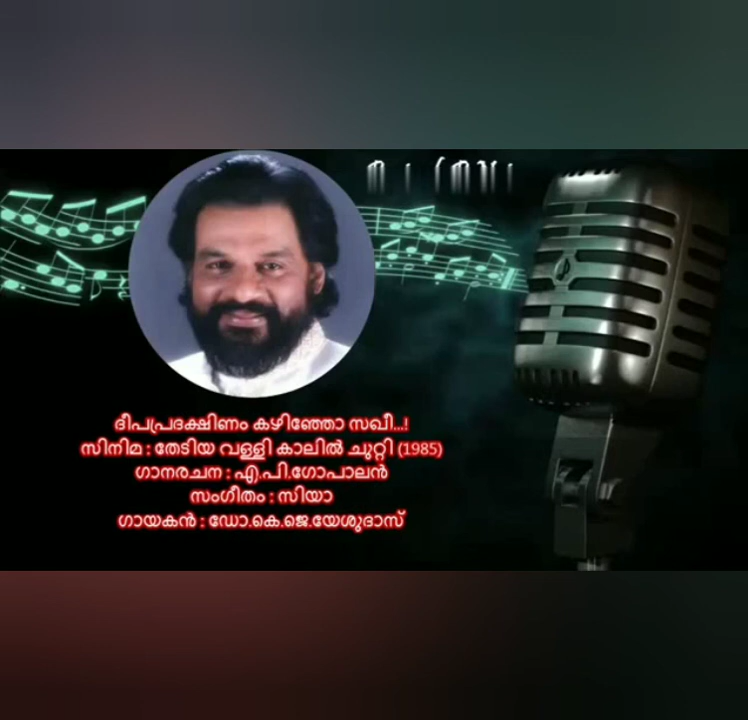 ദീപപ്രദക്ഷിണം കഴിഞ്ഞോ സഖീ...!
സിനിമ : തേടിയ വള്ളി കാലിൽ ചുറ്റി (1985)
ഗാനരചന : എ.പി.ഗോപാലൻ
സംഗീതം : സിയാ
ഗായകൻ : ഡോ.കെ.ജെ.യേശുദാസ്